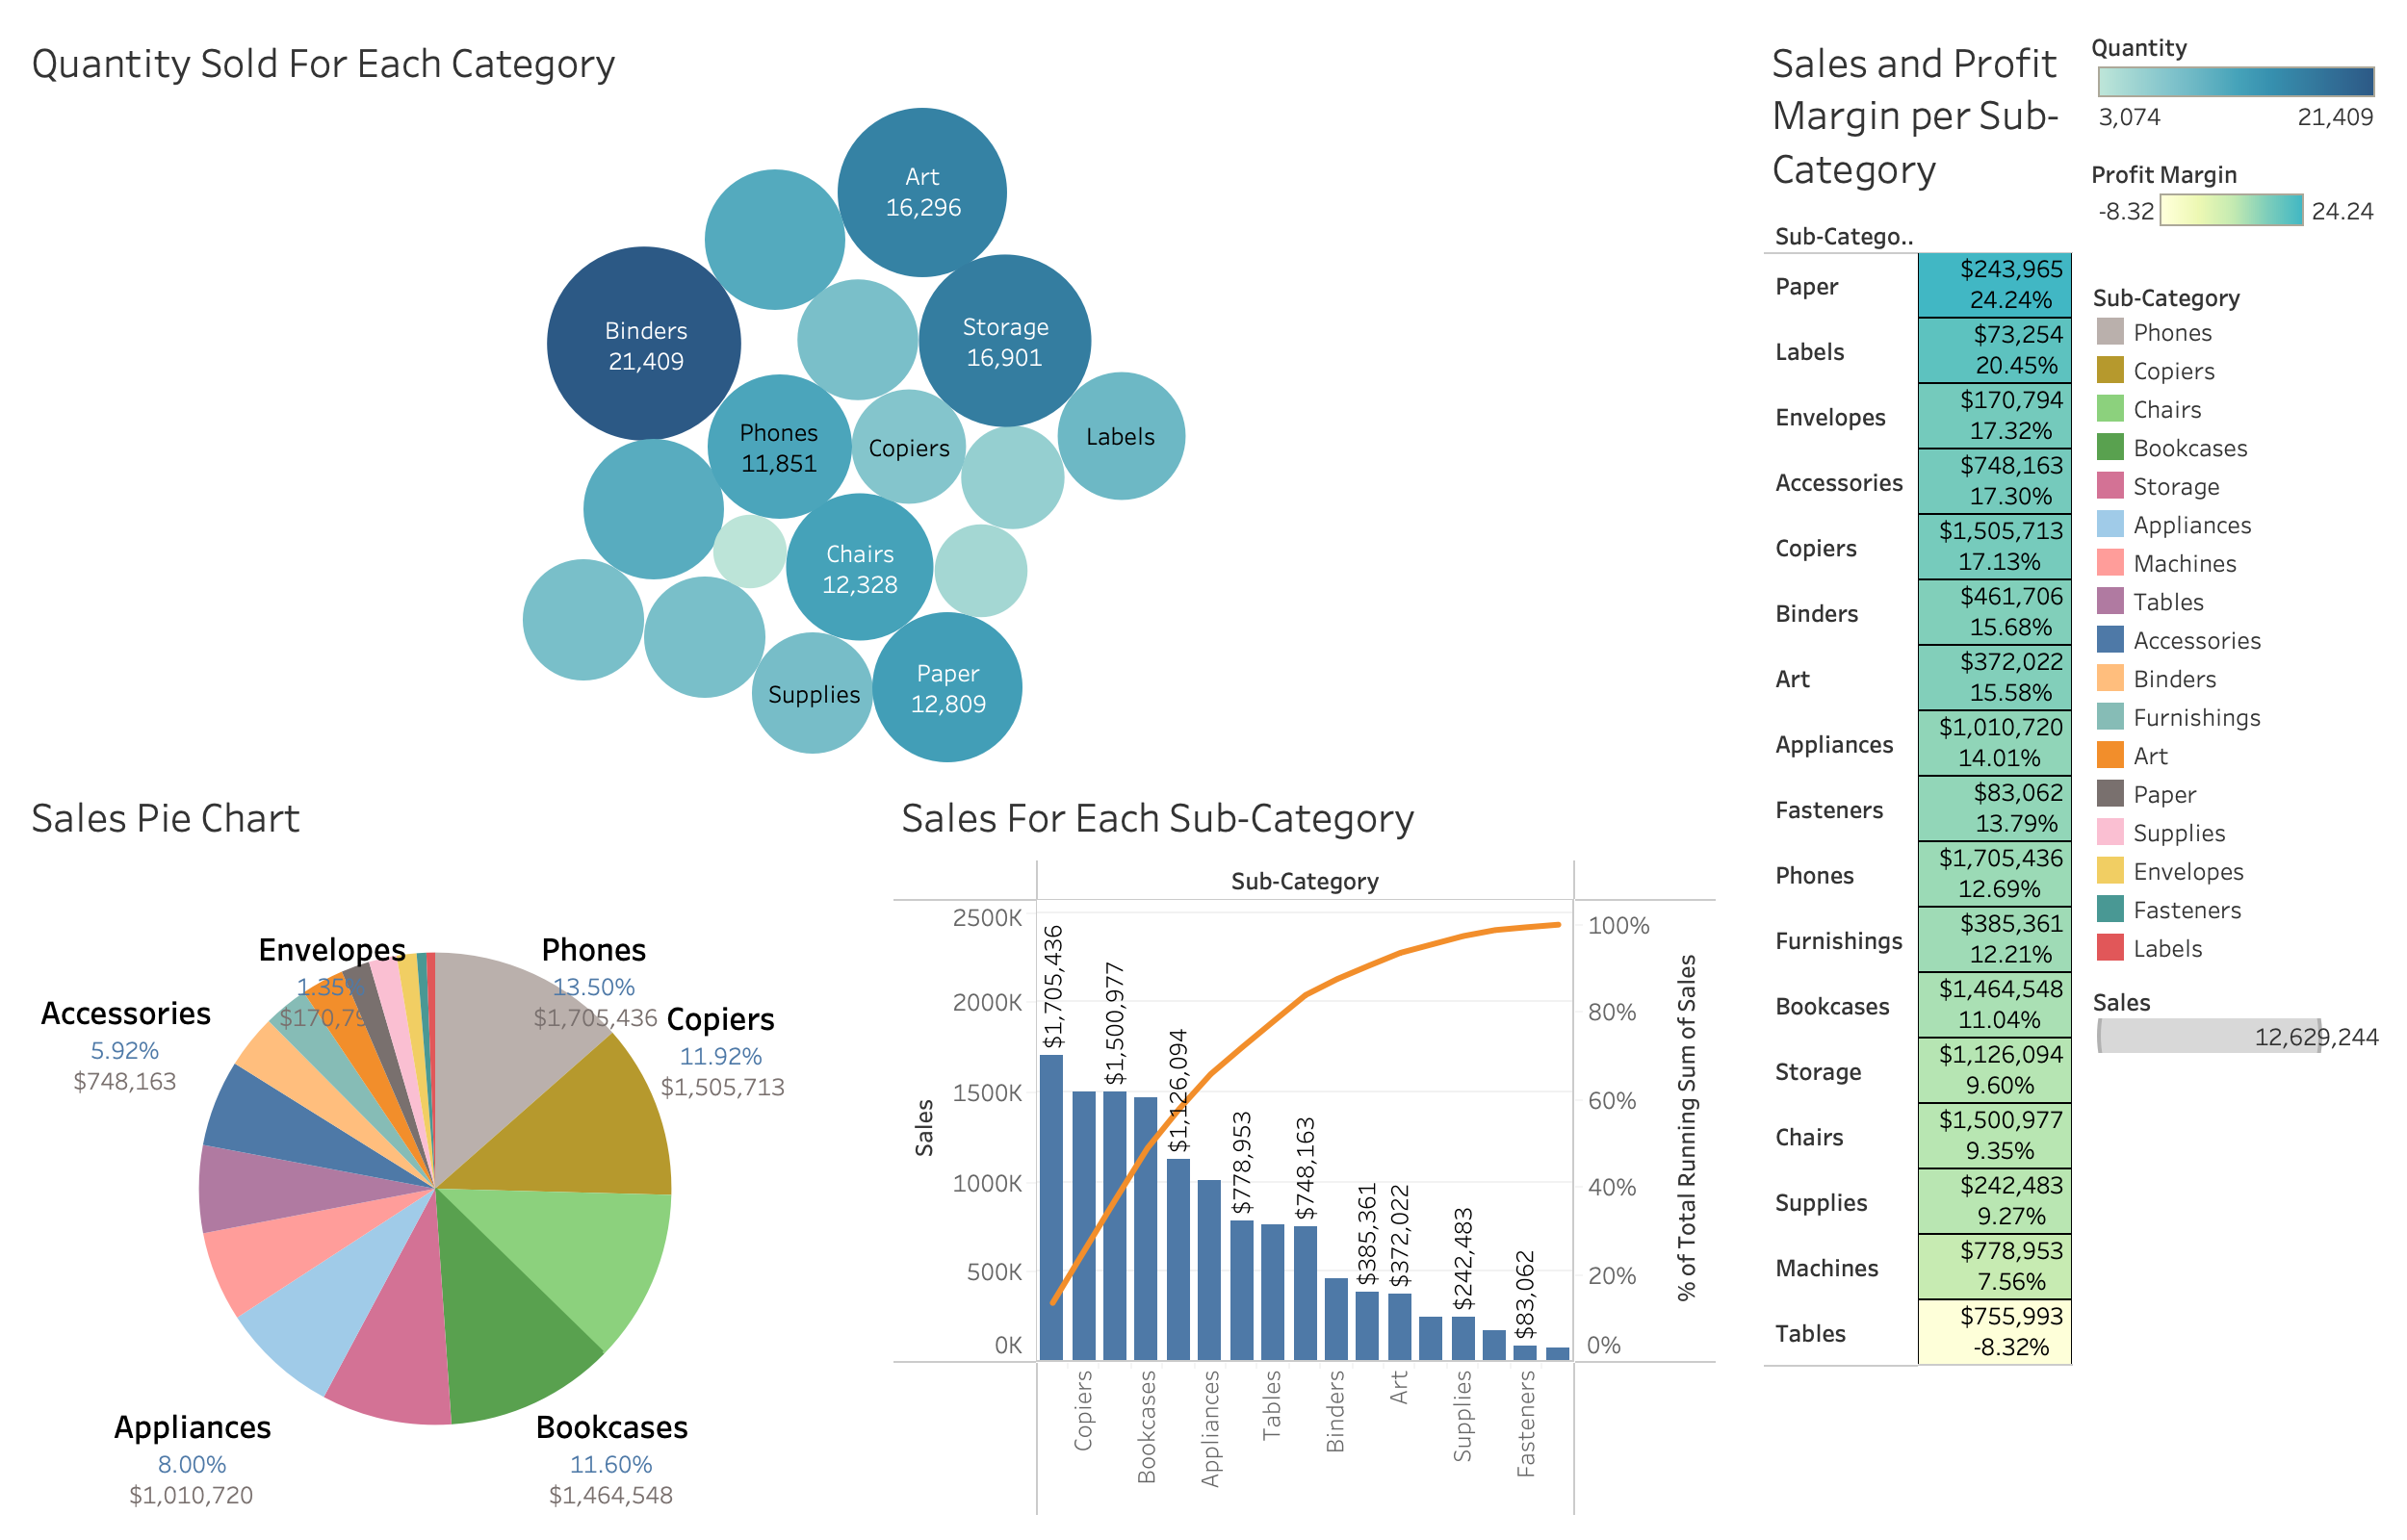 Quantity Sold For Each Category
Art
16,296
Binders
21,409
Storage
16,901
Phones
11,851
Copiers
Labels
Chairs
12,328
Supplies
Paper
12,809
Sales Pie Chart
Envelopes
1.35%
$170,79
Phones
13.50%
$1,705,436
Accessories
5.92%
$748,163
Copiers
11.92%
$1,505,713
Appliances
8.00%
$1,010,720
Bookcases
11.60%
$1,464,548
Sales For Each Sub-Category
Sub-Category
2500K
2000K
1500K
1000K
500K
0K
Sales
$1,705,436
$1,500,977
$1,126,094
$778,953
$748,163
$385,361
$372,022
$242,483
$83,062
100%
80%
60%
40%
20%
0%
% of Total Running Sum of Sales
Copiers
Bookcases
Appliances
Tables
Binders
Art
Supplies
Fasteners
Sales and Profit
Margin per Sub-
Category
Sub-Catego..
Paper
$243,965
24.24%
Labels
$73,254
20.45%
Envelopes
$170,794
17.32%
Accessories
$748,163
17.30%
Copiers
$1,505,713
17.13%
Binders
$461,706
15.68%
Art
$372,022
15.58%
Appliances
$1,010,720
14.01%
Fasteners
$83,062
13.79%
Phones
$1,705,436
12.69%
Furnishings
$385,361
12.21%
Bookcases
$1,464,548
11.04%
Storage
$1,126,094
9.60%
Chairs
$1,500,977
9.35%
Supplies
$242,483
9.27%
Machines
$778,953
7.56%
Tables
$755,993
-8.32%
Quantity
3,074 21,409
Profit Margin
-8.32 24.24
Sub-Category
Phones
Copiers
Chairs
Bookcases
Storage
Appliances
Machines
Tables
Accessories
Binders
Furnishings
Art
Paper
Supplies
Envelopes
Fasteners
Labels
Sales
12,629,244